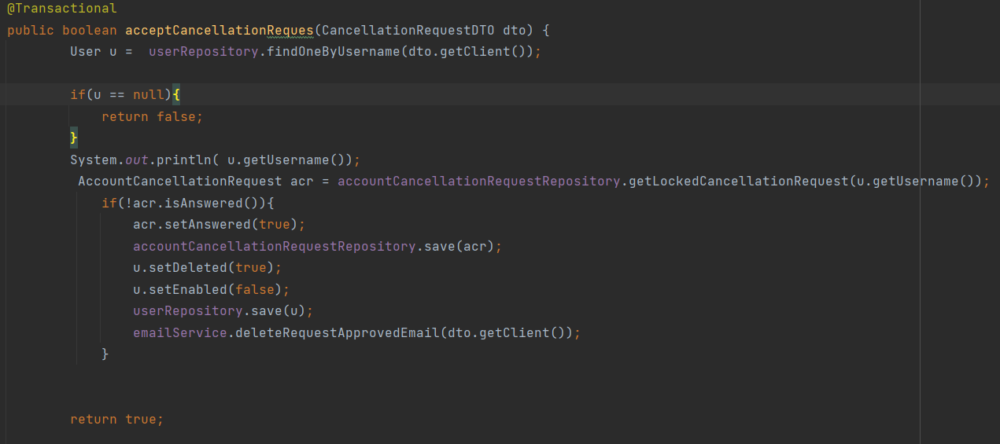 @Transactional
public boolean acceptCancellationReques(CancellationRequestDTO dto) {
User u =  userRepository.findOneByUsername(dto.getClient());
if(u == null){
return false;
}
System.out.println( u.getUsername());
AccountCancellationRequest acr = accountCancellationRequestRepository.getLockedCancellationRequest(u.getUsername());
if(!acr.isAnswered()){
acr.setAnswered(true);
accountCancellationRequestRepository.save(acr);
u.setDeleted(true);
u.setEnabled(false);
userRepository.save(u);
emailService.deleteRequestApprovedEmail(dto.getClient());
}
return true;